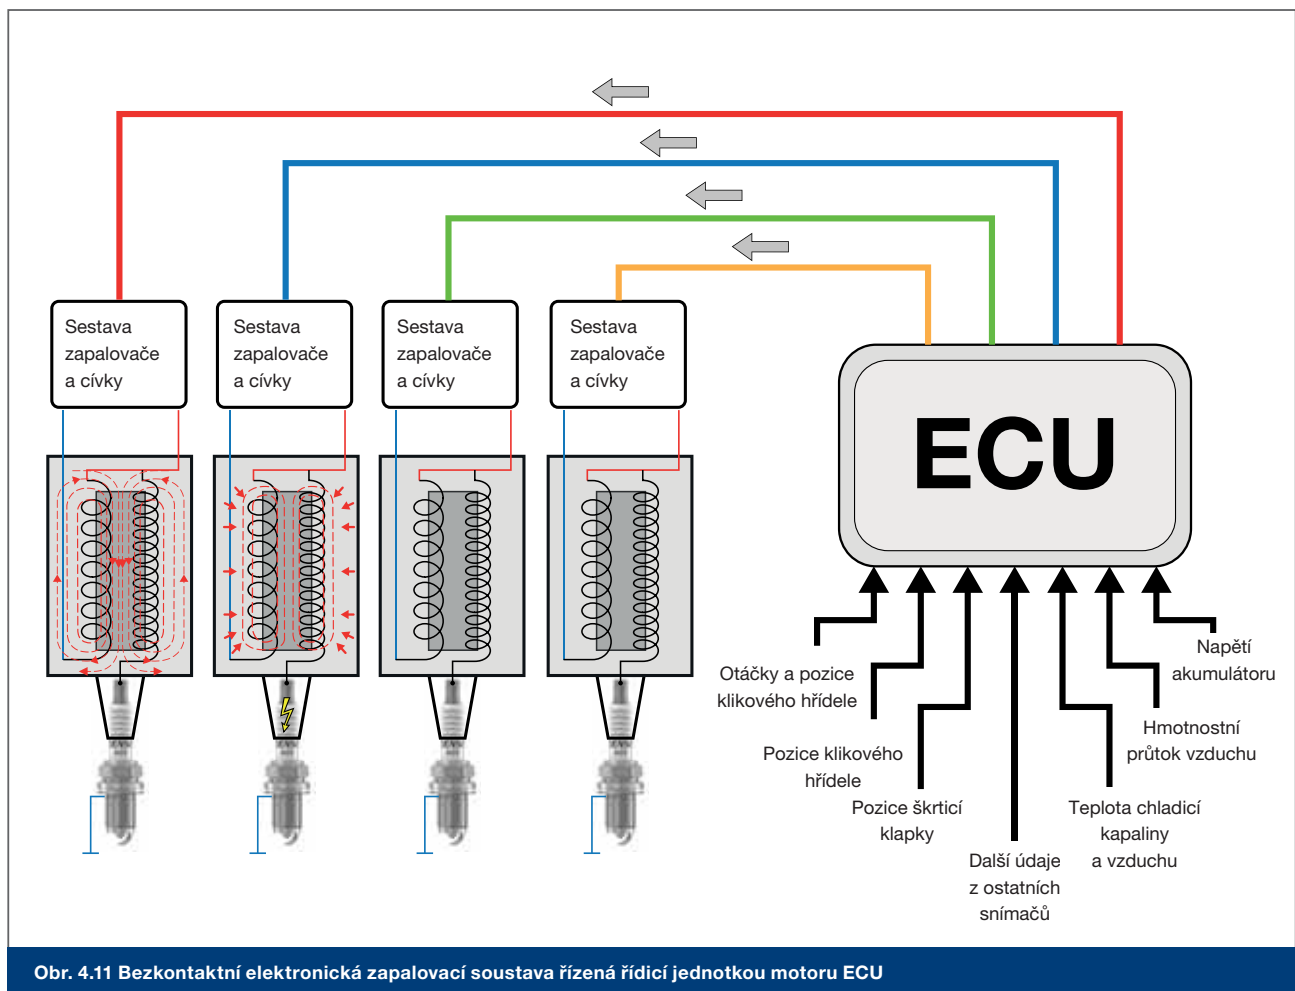 Sestava
zapalovače
a cívky
Sestava
zapalovače
a cívky
Sestava
zapalovače
a cívky
Sestava
zapalovače
a cívky
ECU
Otáčky a pozice
klikového hřídele
Pozice klikového
hřídele
Pozice škrticí
klapky
Další údaje
z ostatních
snímačů
Teplota chladicí
kapaliny
a vzduchu
Hmotnostní
průtok vzduchu
Napětí
akumulátoru
Obr. 4.11 Bezkontaktní elektronická zapalovací soustava řízená řídicí jednotkou motoru ECU